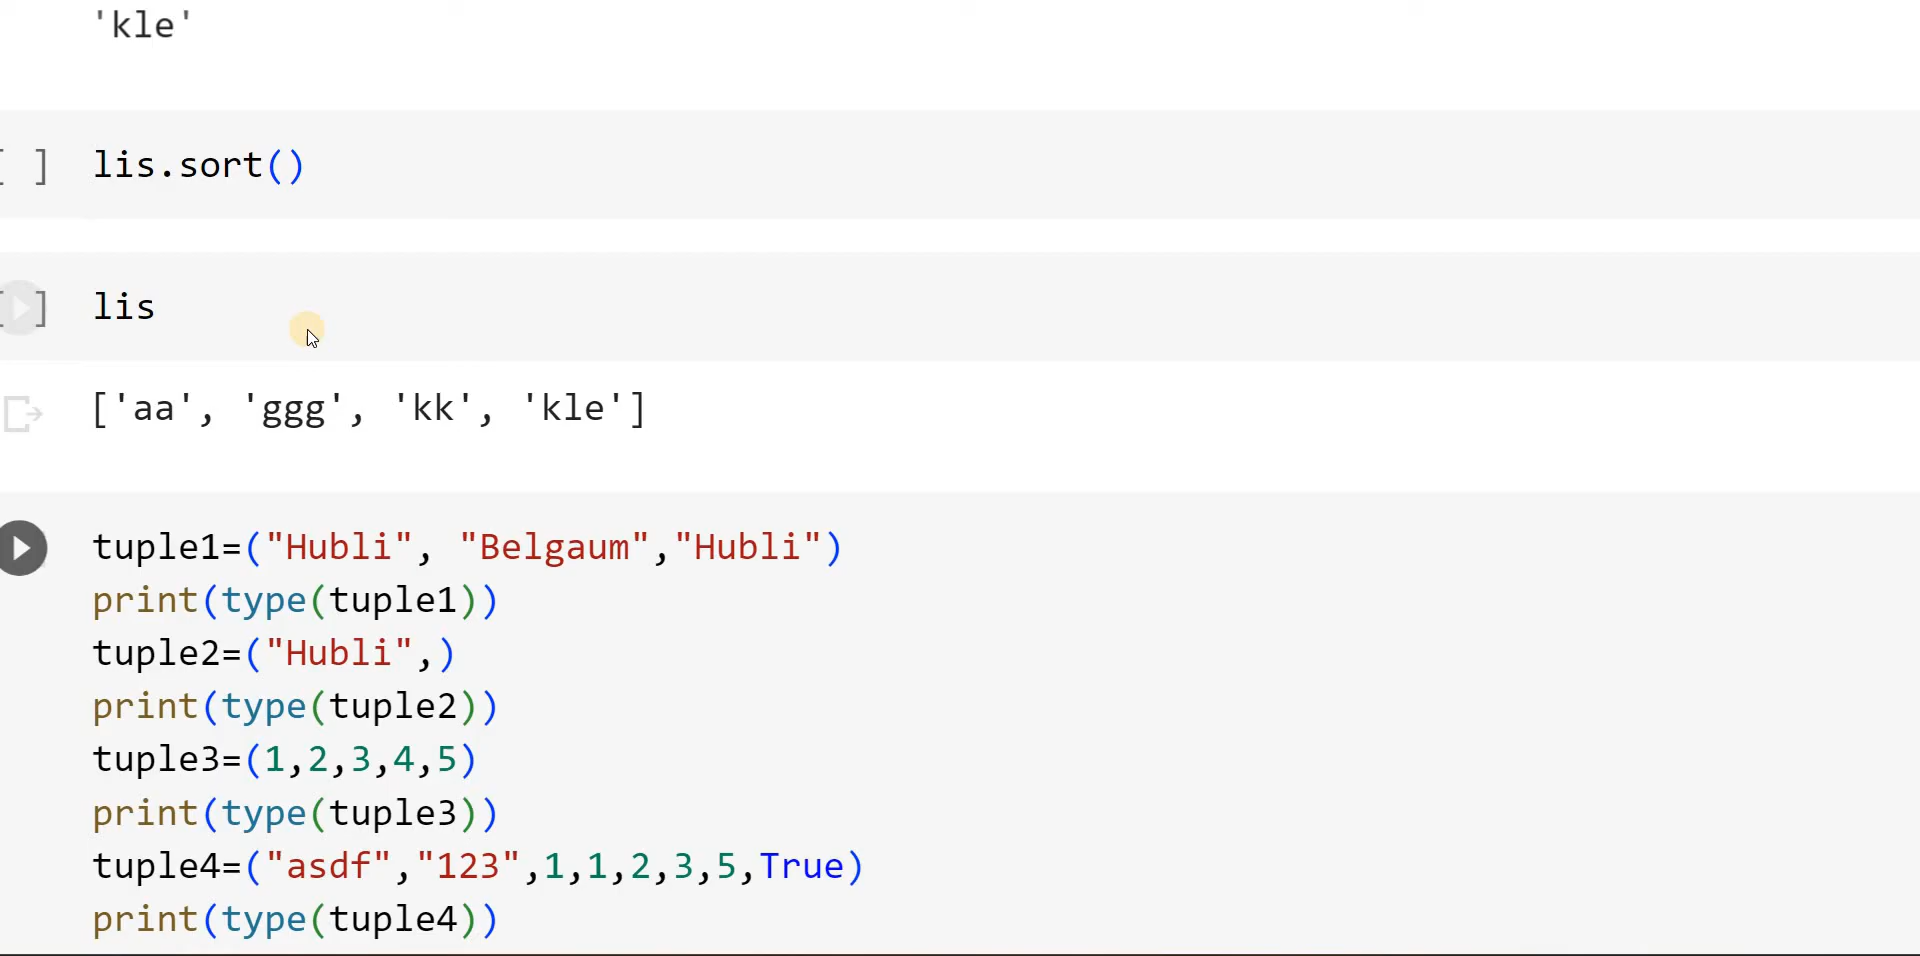 'kle'
[ ] lis.sort()
[ ] lis
['aa', 'ggg', 'kk', 'kle']
tuple1=("Hubli", "Belgaum","Hubli")
print(type(tuple1))
tuple2=("Hubli",)
print(type(tuple2))
tuple3=(1,2,3,4,5)
print(type(tuple3))
tuple4=("asdf","123",1,1,2,3,5,True)
print(type(tuple4))